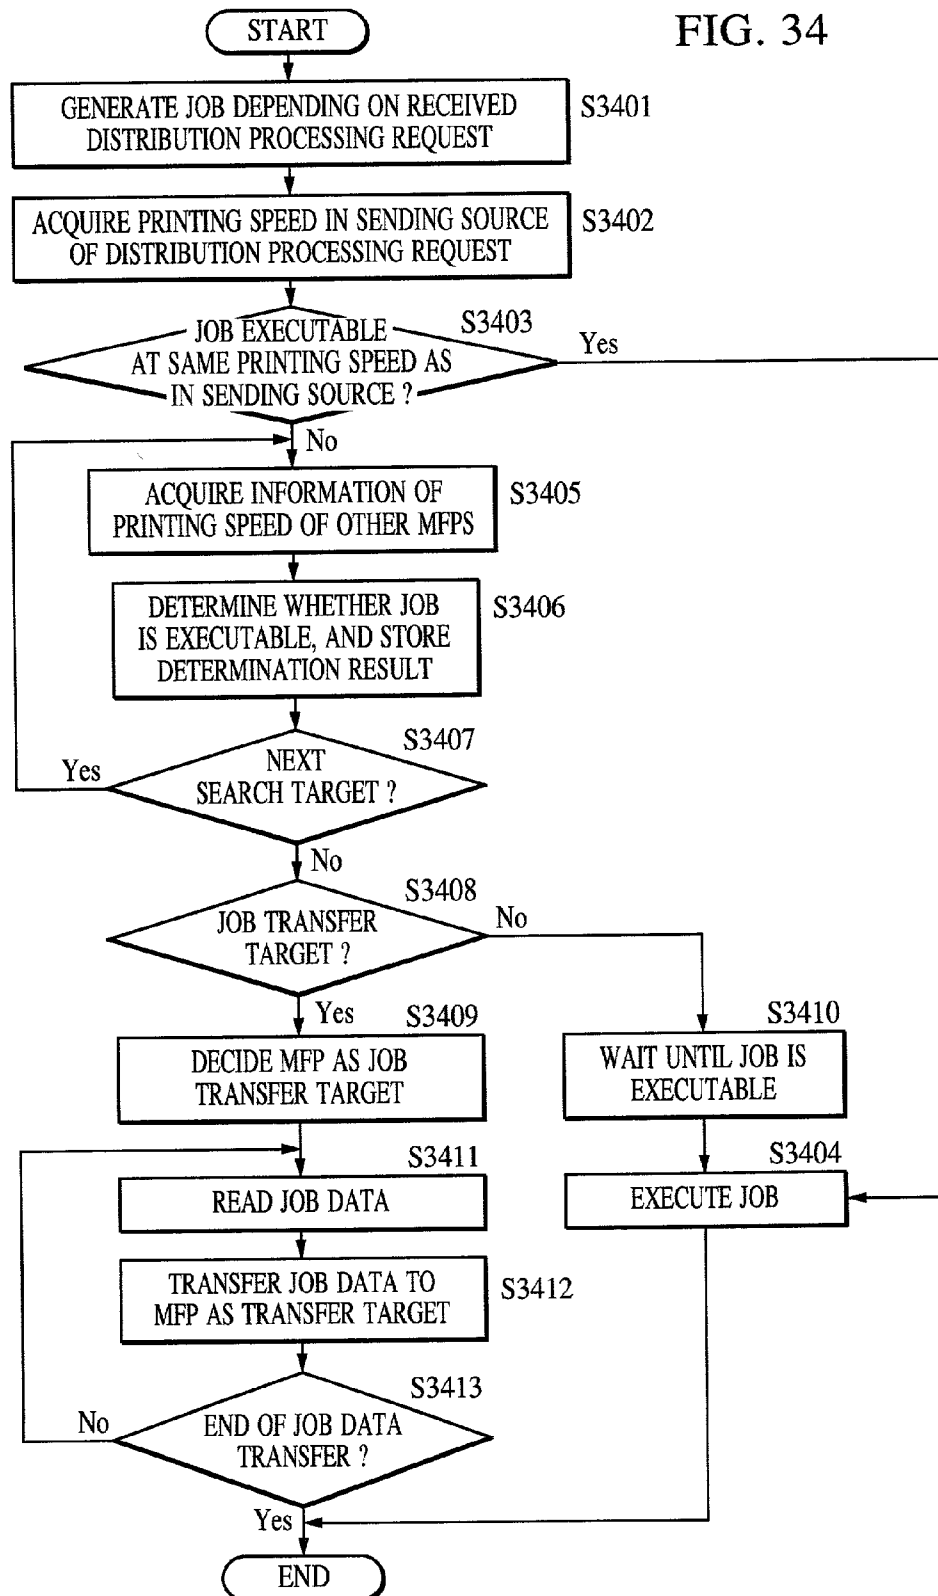 START
FIG. 34
GENERATE JOB DEPENDING ON RECEIVED
DISTRIBUTION PROCESSING REQUEST
S3401
ACQUIRE PRINTING SPEED IN SENDING SOURCE
OF DISTRIBUTION PROCESSING REQUEST
S3402
JOB EXECUTABLE
AT SAME PRINTING SPEED AS
IN SENDING SOURCE ?
S3403
Yes
No
ACQUIRE INFORMATION OF
PRINTING SPEED OF OTHER MFPS
S3405
DETERMINE WHETHER JOB
IS EXECUTABLE, AND STORE
DETERMINATION RESULT
S3406
NEXT
SEARCH TARGET ?
S3407
Yes
No
JOB TRANSFER
TARGET ?
S3408
No
Yes
S3409
DECIDE MFP AS JOB
TRANSFER TARGET
S3410
WAIT UNTIL JOB IS
EXECUTABLE
S3411
READ JOB DATA
S3404
EXECUTE JOB
TRANSFER JOB DATA TO
MFP AS TRANSFER TARGET
S3412
END OF JOB DATA
TRANSFER ?
S3413
No
Yes
END